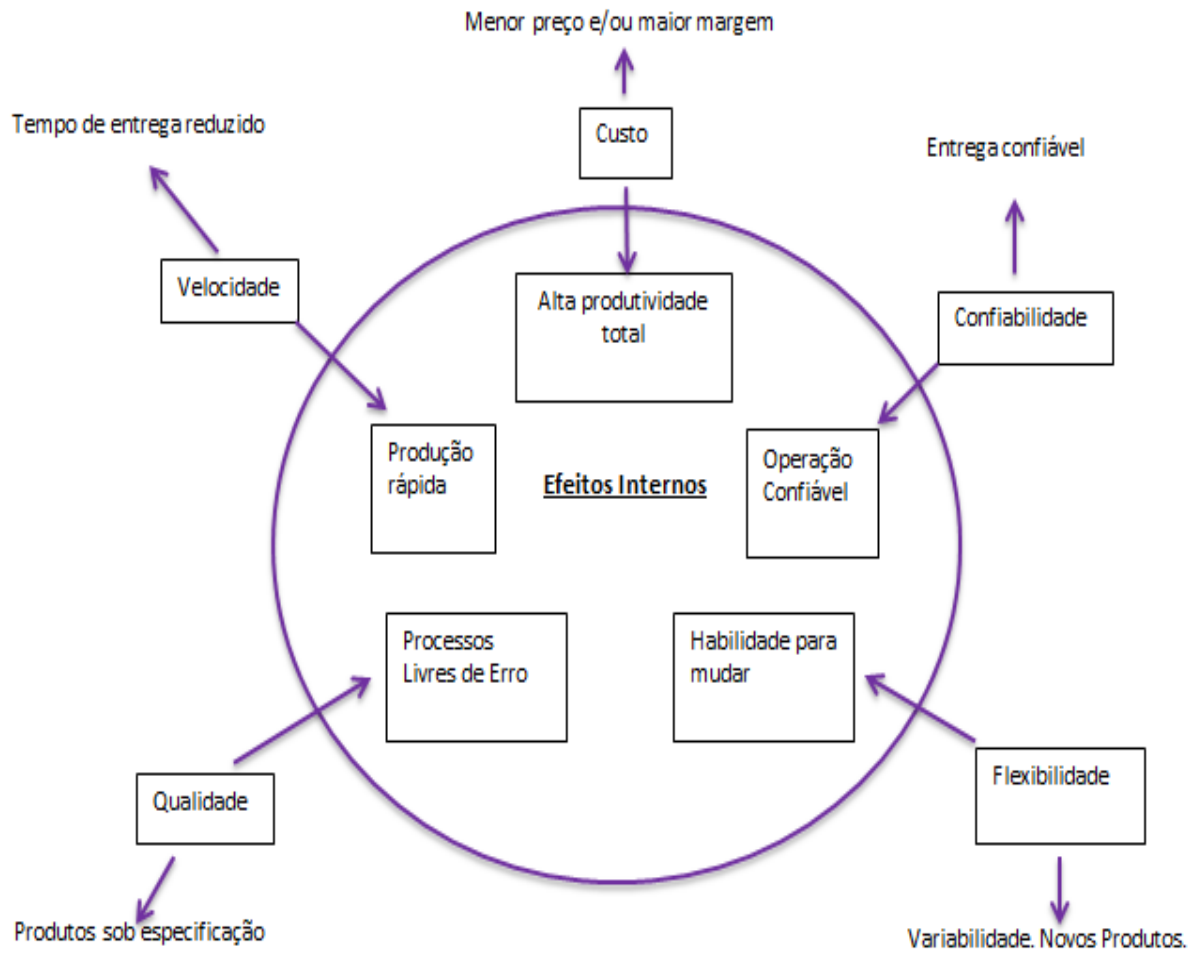 Menor preço e/ou maior margem
Tempo de entrega reduzido
Custo
Entrega confiável
Velocidade
Confiabilidade
Alta produtividade
total
Produção
rápida
Efeitos Internos
Operação
Confiável
Processos
Livres de Erro
Habilidade para
mudar
Qualidade
Flexibilidade
Produtos sob especificação
Variabilidade. Novos Produtos.